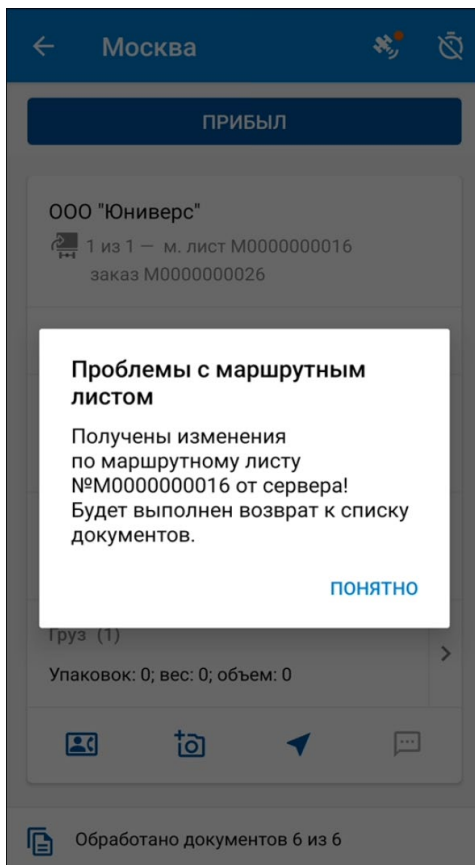 Москва
ПРИБЫЛ
ООО "Юниверс"
1 из 1 — м. лист М0000000016
заказ М0000000026
Проблемы с маршрутным
листом
Получены изменения
по маршрутному листу
№М0000000016 от сервера!
Будет выполнен возврат к списку
документов.
ПОНЯТНО
Груз (1)
Упаковок: 0; вес: 0; объем: 0
Обработано документов 6 из 6